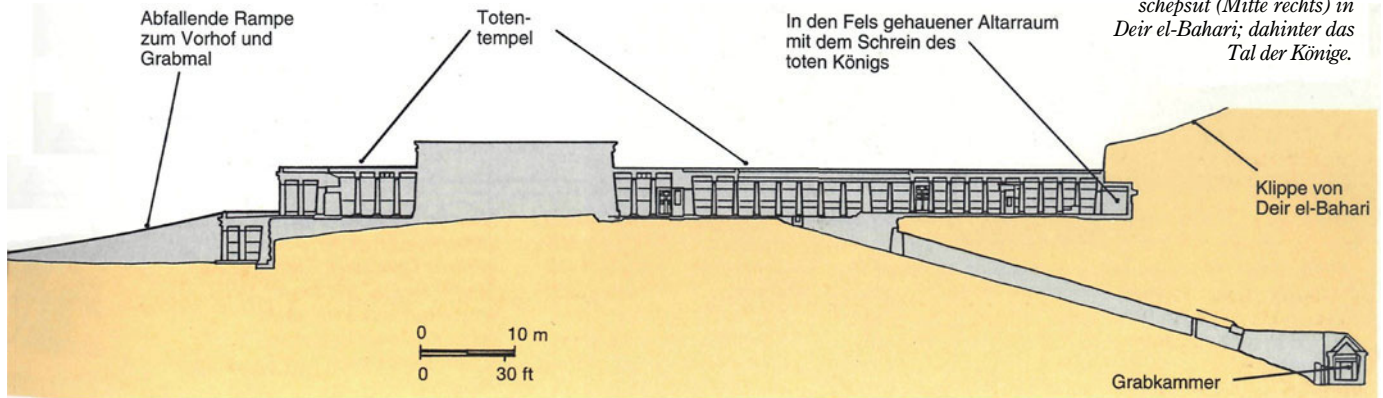 Abfallende Rampe
zum Vorhof und
Grabmal
Toten-
tempel
In den Fels gehauener Altarraum
mit dem Schrein des
toten Königs
schepsut (Mitte rechts) in
Deir el-Bahari; dahinter das
Tal der Könige.
Klippe von
Deir el-Bahari
0 10 m
0 30 ft
Grabkammer